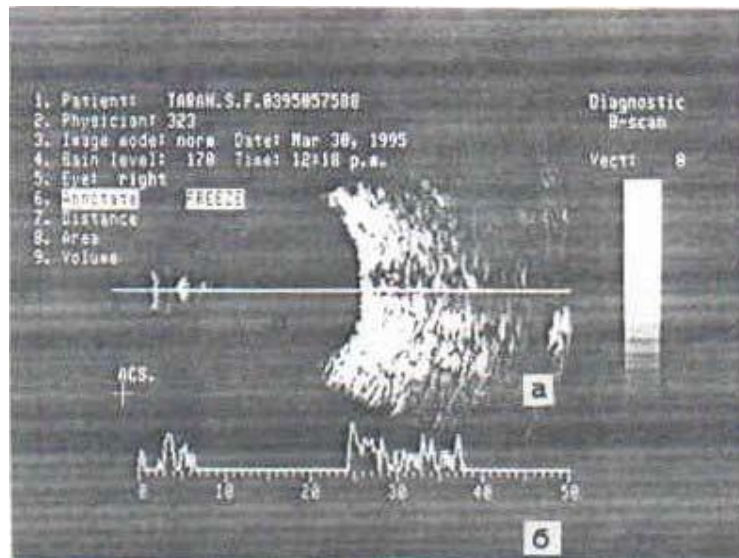 1. Patient: TARAN.S.F.0395057588
2. Physician: 323
3. Image mode: norm Date: Mar 30, 1995
4. Gain level: 170 Time: 12:18 p.m.
5. Eye: right
6. Annotate FREEZE
7. Distance
8. Area
9. Volume
Diagnostic
B-scan
Vect: 0
ACS.
а
0 10 20 30 40 50
б